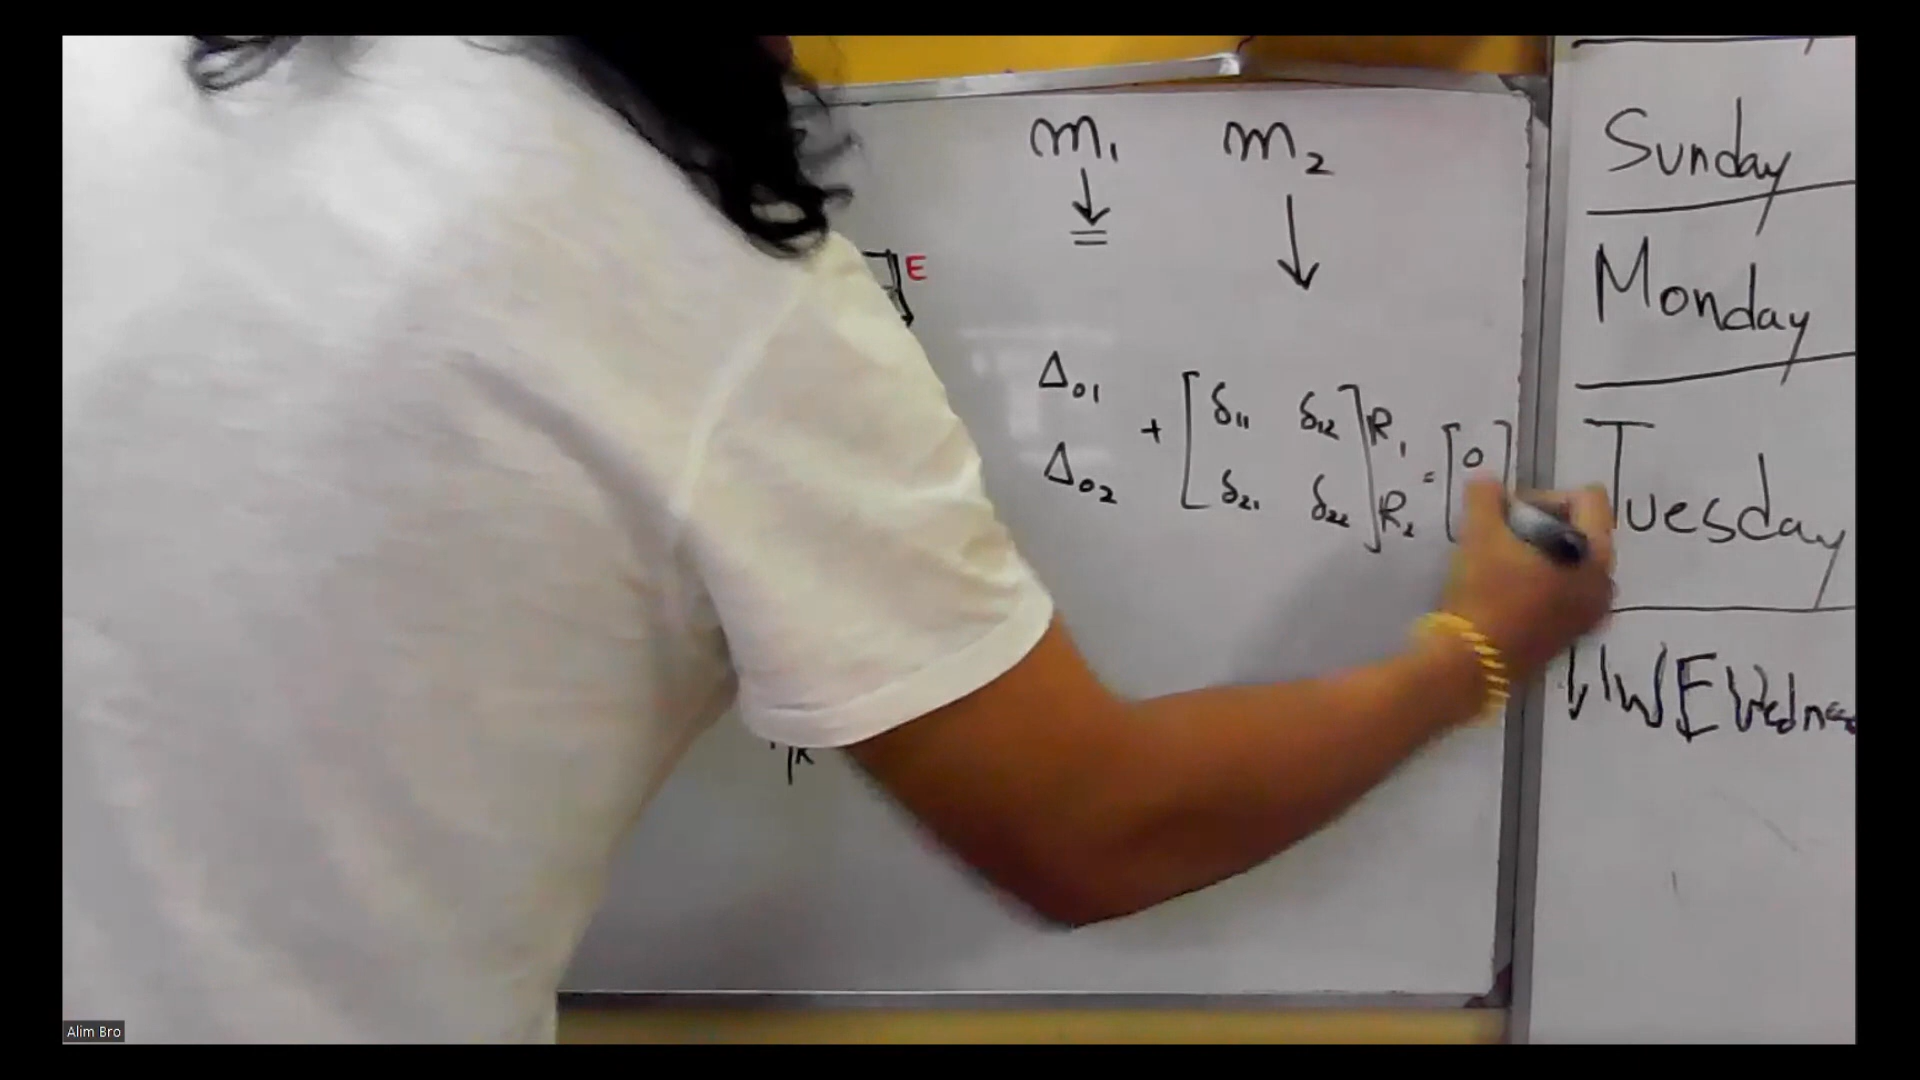 m₁ m₂
E
Δ₀₁ + [δ₁₁ δ₁₂] R₁ = [0
Δ₀₂ [δ₂₁ δ₂₂] R₂
R
Sunday
Monday
Tuesday
Alim Bro